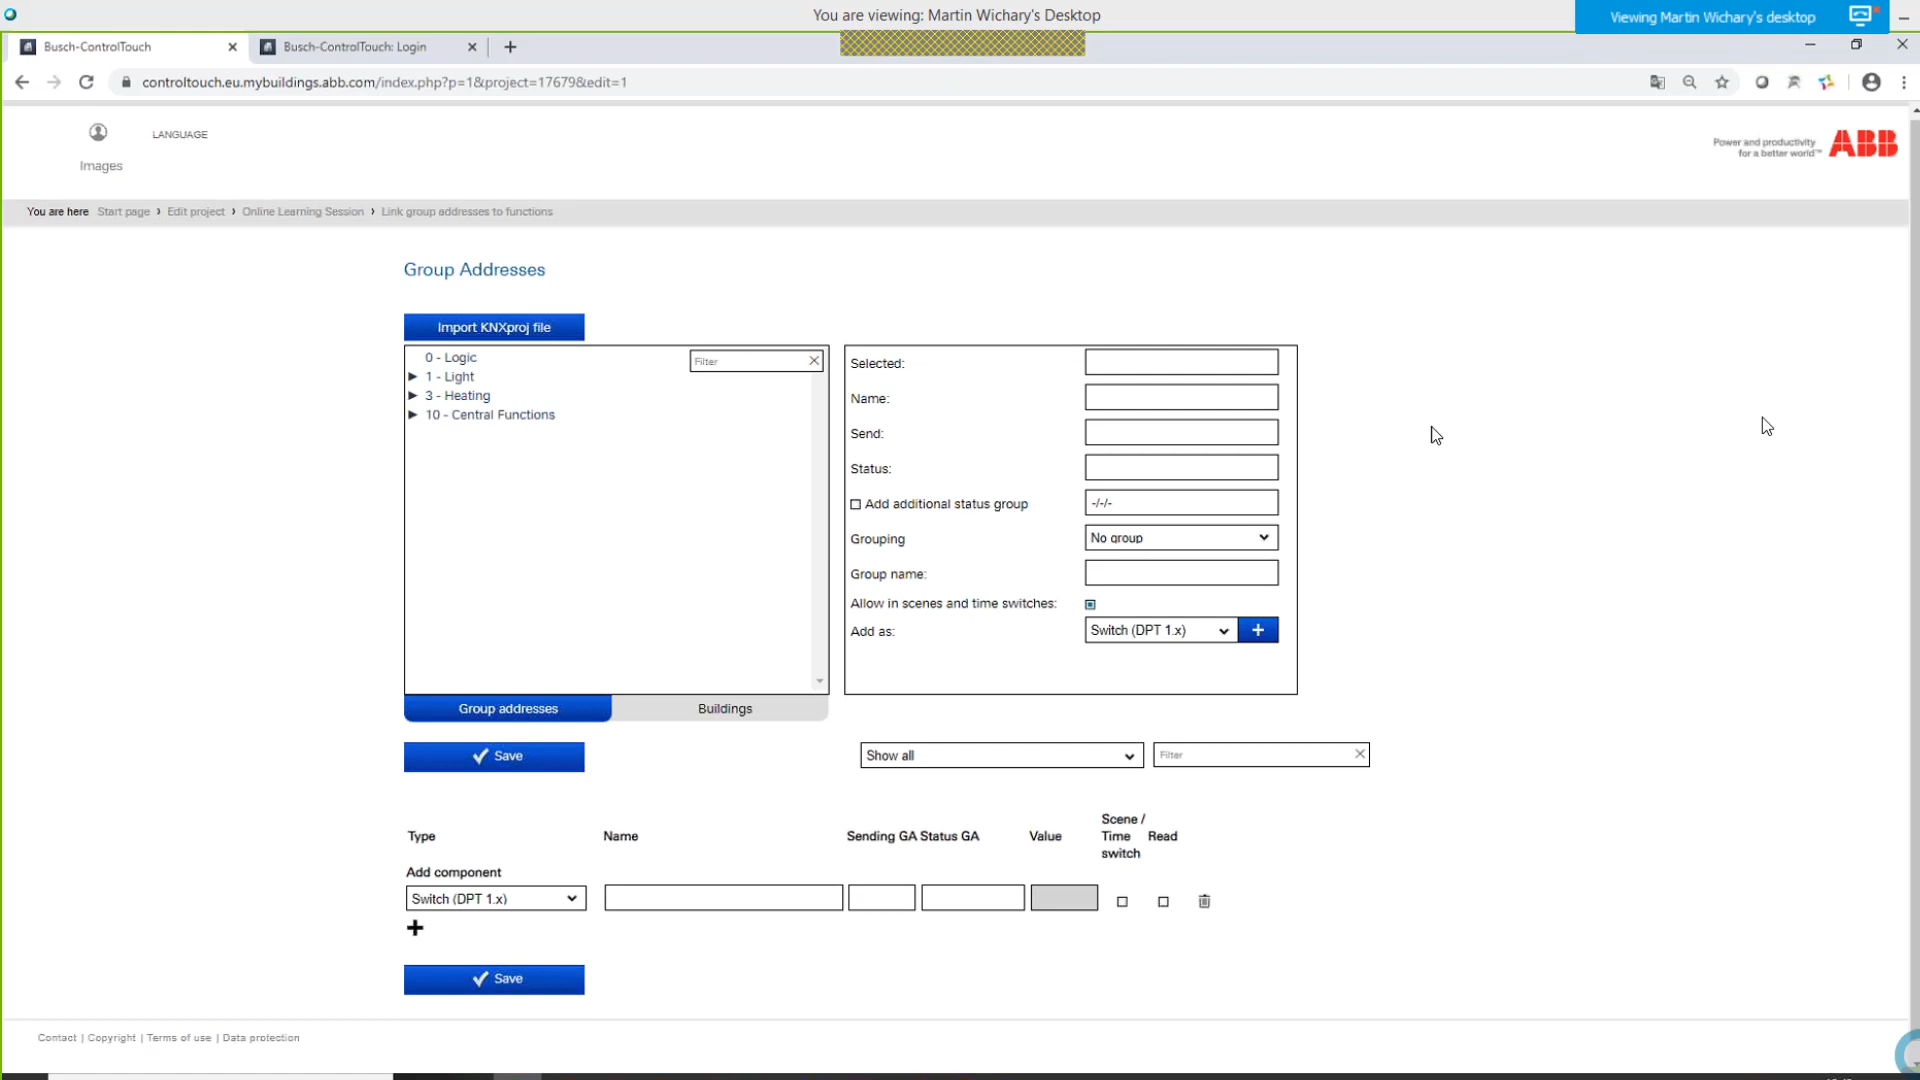 You are viewing: Martin Wichary's Desktop
Viewing Martin Wichary's desktop
Busch-ControlTouch
Busch-ControlTouch: Login
controltouch.eu.mybuildings.abb.com/index.php?p=1&project=17679&edit=1
LANGUAGE
Images
Power and productivity
for a better world™
ABB
You are here Start page › Edit project › Online Learning Session › Link group addresses to functions
Group Addresses
Import KNXproj file
0 - Logic
Filter
1 - Light
3 - Heating
10 - Central Functions
Selected:
Name:
Send:
Status:
Add additional status group
-/-/-
Grouping
No group
Group name:
Allow in scenes and time switches:
Add as:
Switch (DPT 1.x)
+
Group addresses
Buildings
Save
Show all
Filter
Type
Name
Sending GA Status GA
Value
Scene /
Time
switch
Read
Add component
Switch (DPT 1.x)
Save
Contact | Copyright | Terms of use | Data protection